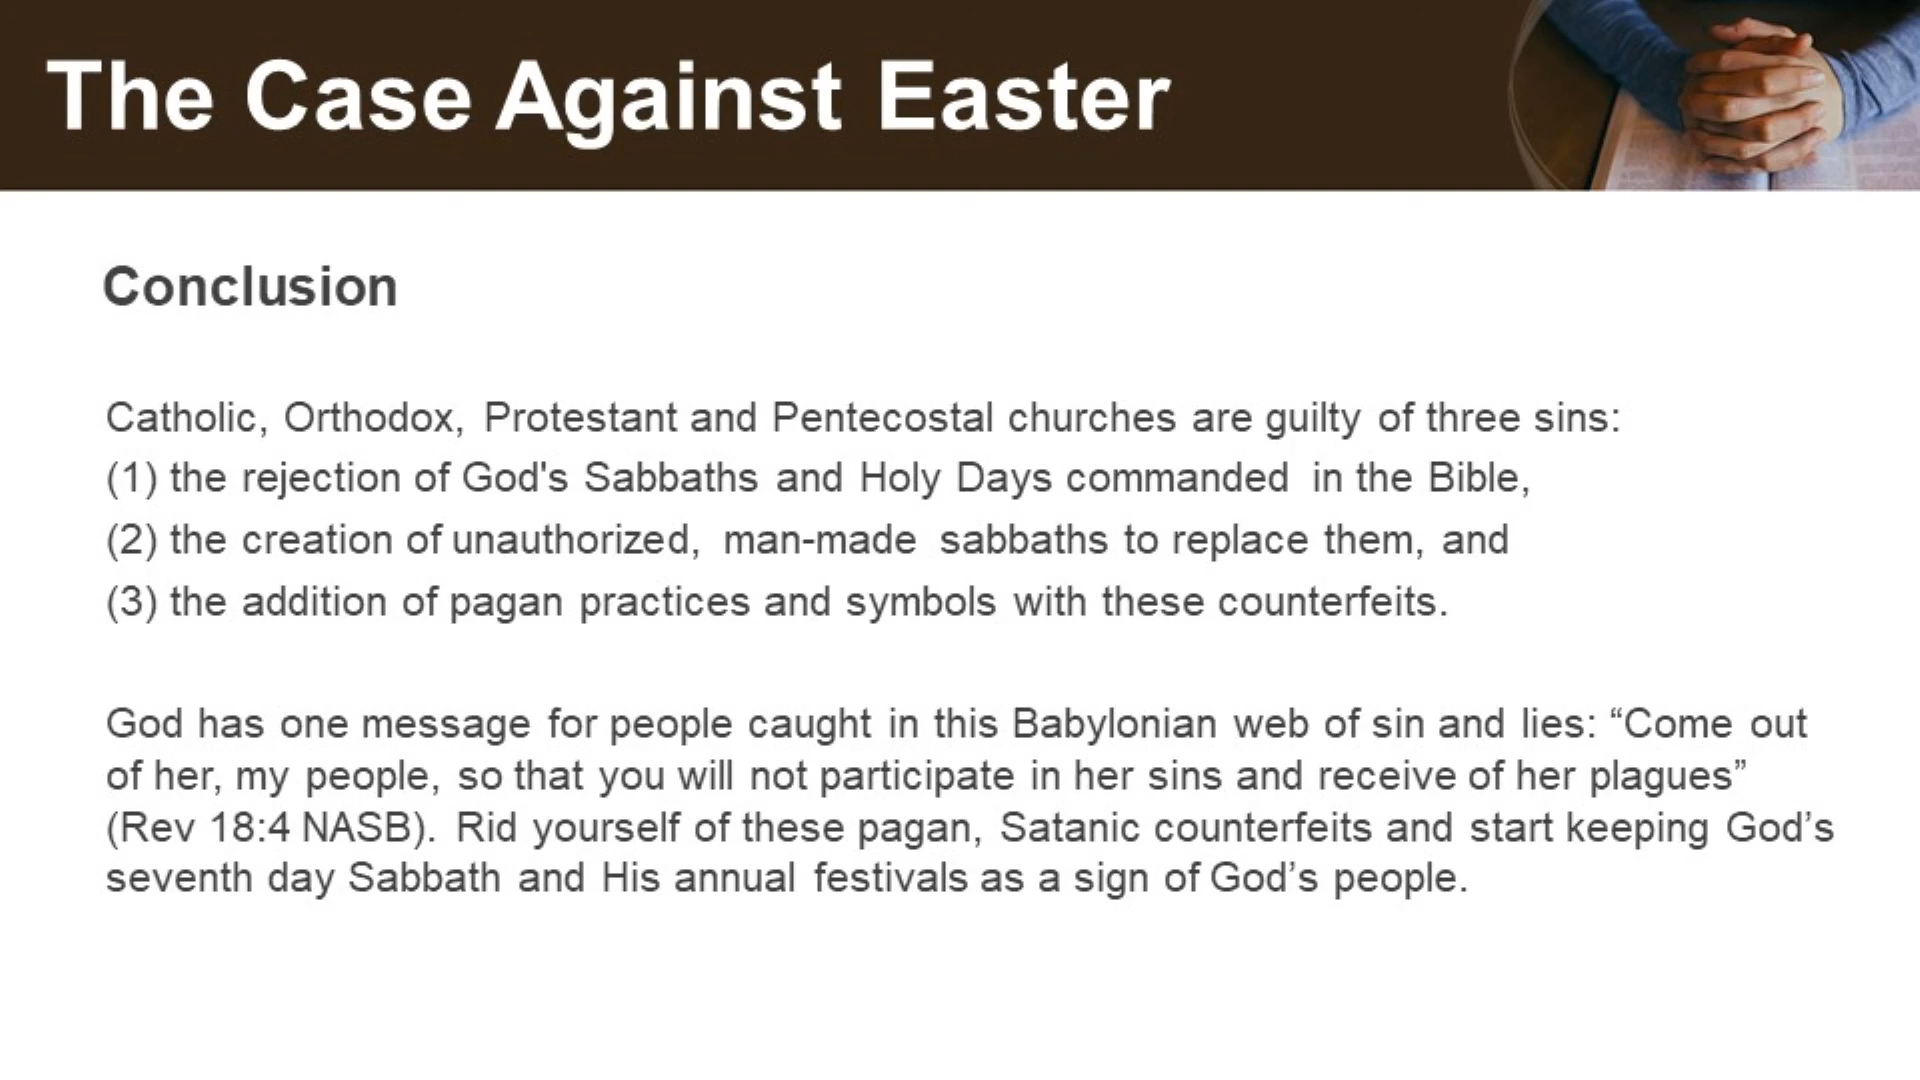 The Case Against Easter
Conclusion
Catholic, Orthodox, Protestant and Pentecostal churches are guilty of three sins:
(1) the rejection of God's Sabbaths and Holy Days commanded in the Bible,
(2) the creation of unauthorized, man-made sabbaths to replace them, and
(3) the addition of pagan practices and symbols with these counterfeits.
God has one message for people caught in this Babylonian web of sin and lies: “Come out
of her, my people, so that you will not participate in her sins and receive of her plagues”
(Rev 18:4 NASB). Rid yourself of these pagan, Satanic counterfeits and start keeping God’s
seventh day Sabbath and His annual festivals as a sign of God’s people.